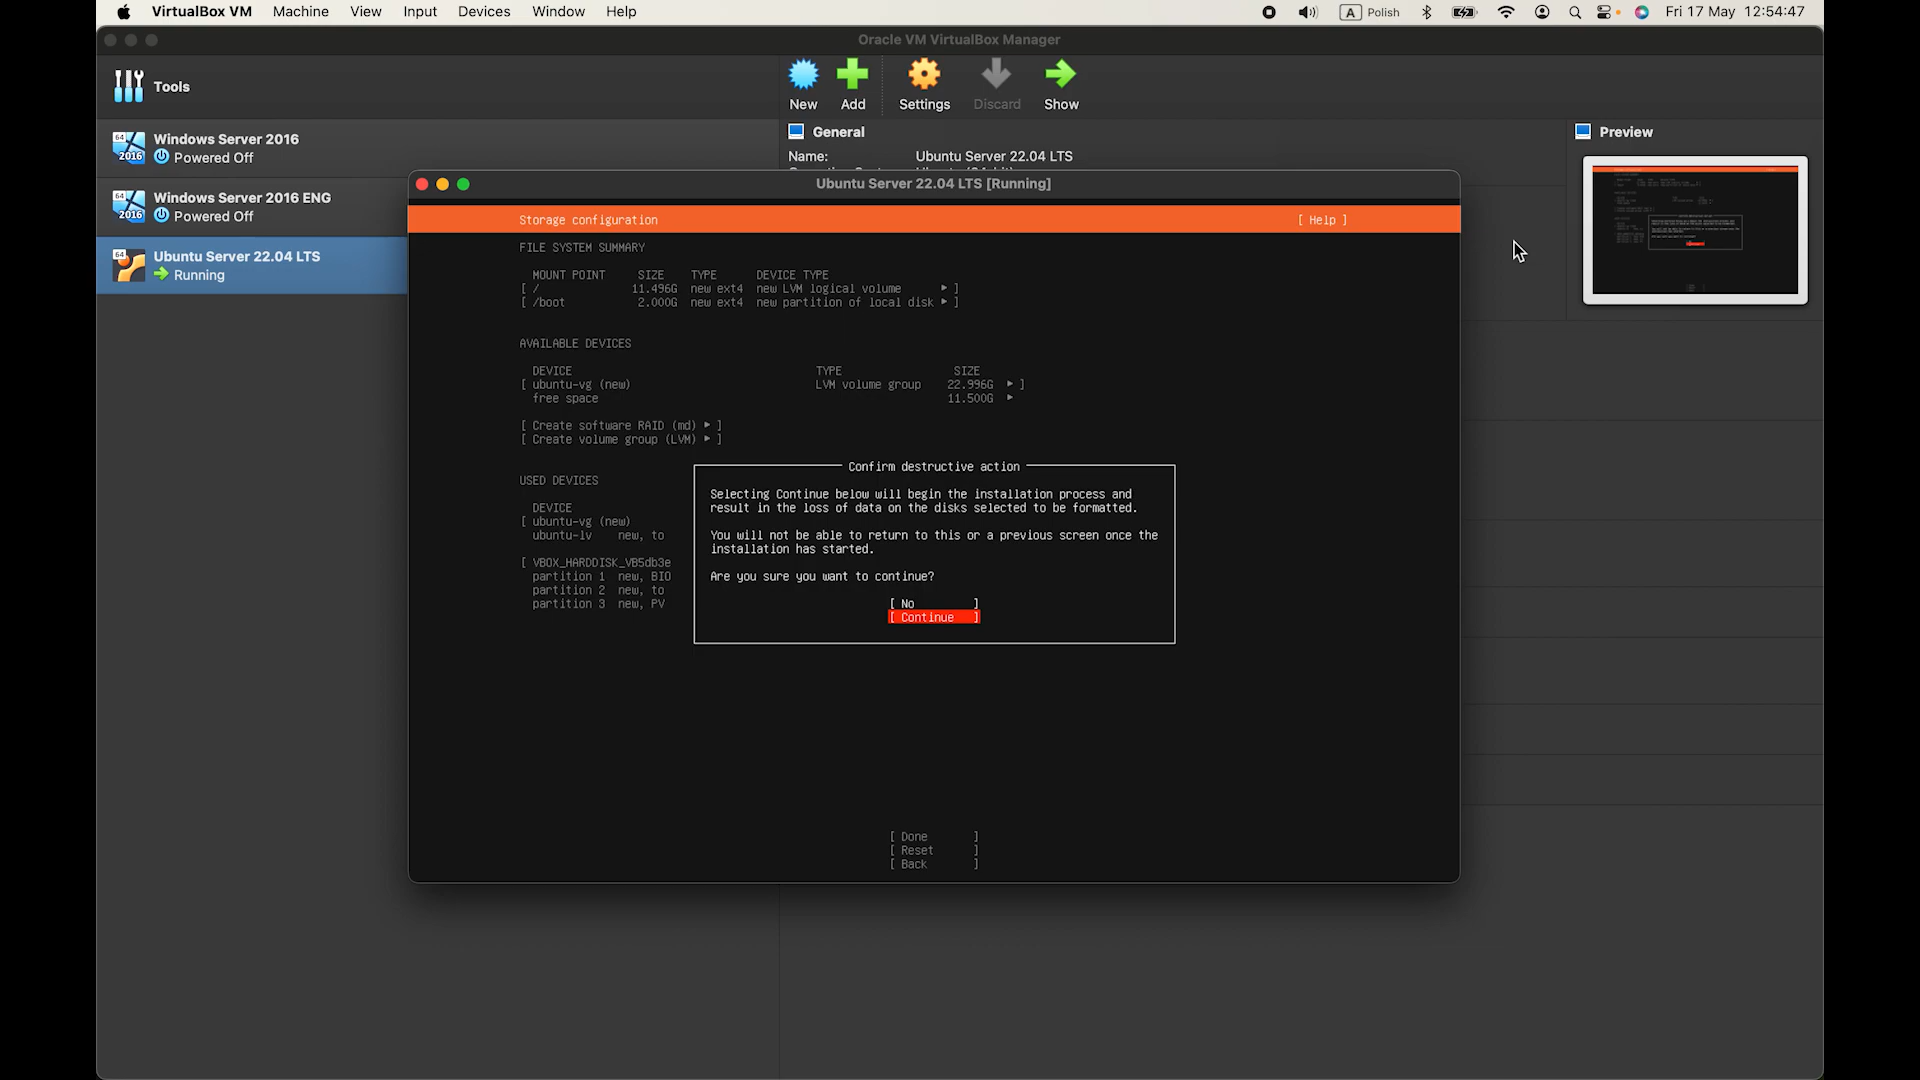 VirtualBox VM Machine View Input Devices Window Help A Polish Fri 17 May 12:54:47
Oracle VM VirtualBox Manager
Tools
New Add Settings Discard Show
64 2016 Windows Server 2016
Powered Off
64 2016 Windows Server 2016 ENG
Powered Off
64 Ubuntu Server 22.04 LTS
Running
General
Name: Ubuntu Server 22.04 LTS
Preview
Ubuntu Server 22.04 LTS [Running]
Storage configuration [ Help ]
FILE SYSTEM SUMMARY
MOUNT POINT SIZE TYPE DEVICE TYPE
[ / 11.496G new ext4 new LVM logical volume ▸ ]
[ /boot 2.000G new ext4 new partition of local disk ▸ ]
AVAILABLE DEVICES
DEVICE TYPE SIZE
[ ubuntu-vg (new) LVM volume group 22.996G ▸ ]
free space 11.500G ▸
[ Create software RAID (md) ▸ ]
[ Create volume group (LVM) ▸ ]
USED DEVICES
DEVICE
[ ubuntu-vg (new)
ubuntu-lv new, to
[ VBOX_HARDDISK_VB5db3e
partition 1 new, BIO
partition 2 new, to
partition 3 new, PV
Confirm destructive action
Selecting Continue below will begin the installation process and
result in the loss of data on the disks selected to be formatted.
You will not be able to return to this or a previous screen once the
installation has started.
Are you sure you want to continue?
[ No ]
[ Continue ]
[ Done ]
[ Reset ]
[ Back ]